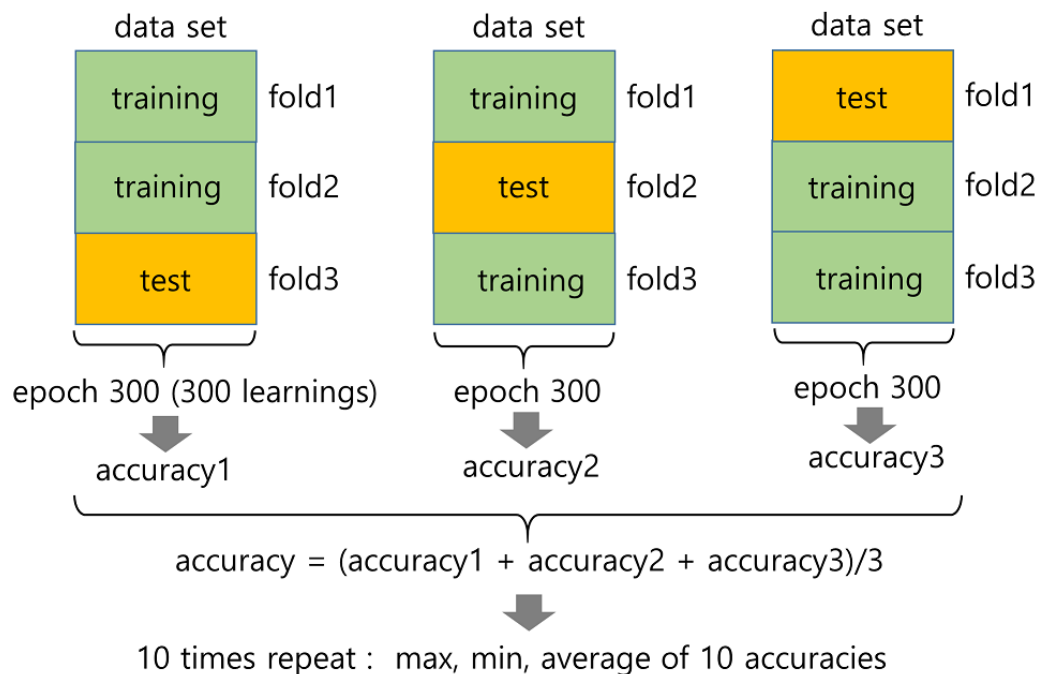 data set data set data set
training fold1 training fold1 test fold1
training fold2 test fold2 training fold2
test fold3 training fold3 training fold3
epoch 300 (300 learnings) epoch 300 epoch 300
accuracy1 accuracy2 accuracy3
accuracy = (accuracy1 + accuracy2 + accuracy3)/3
10 times repeat : max, min, average of 10 accuracies